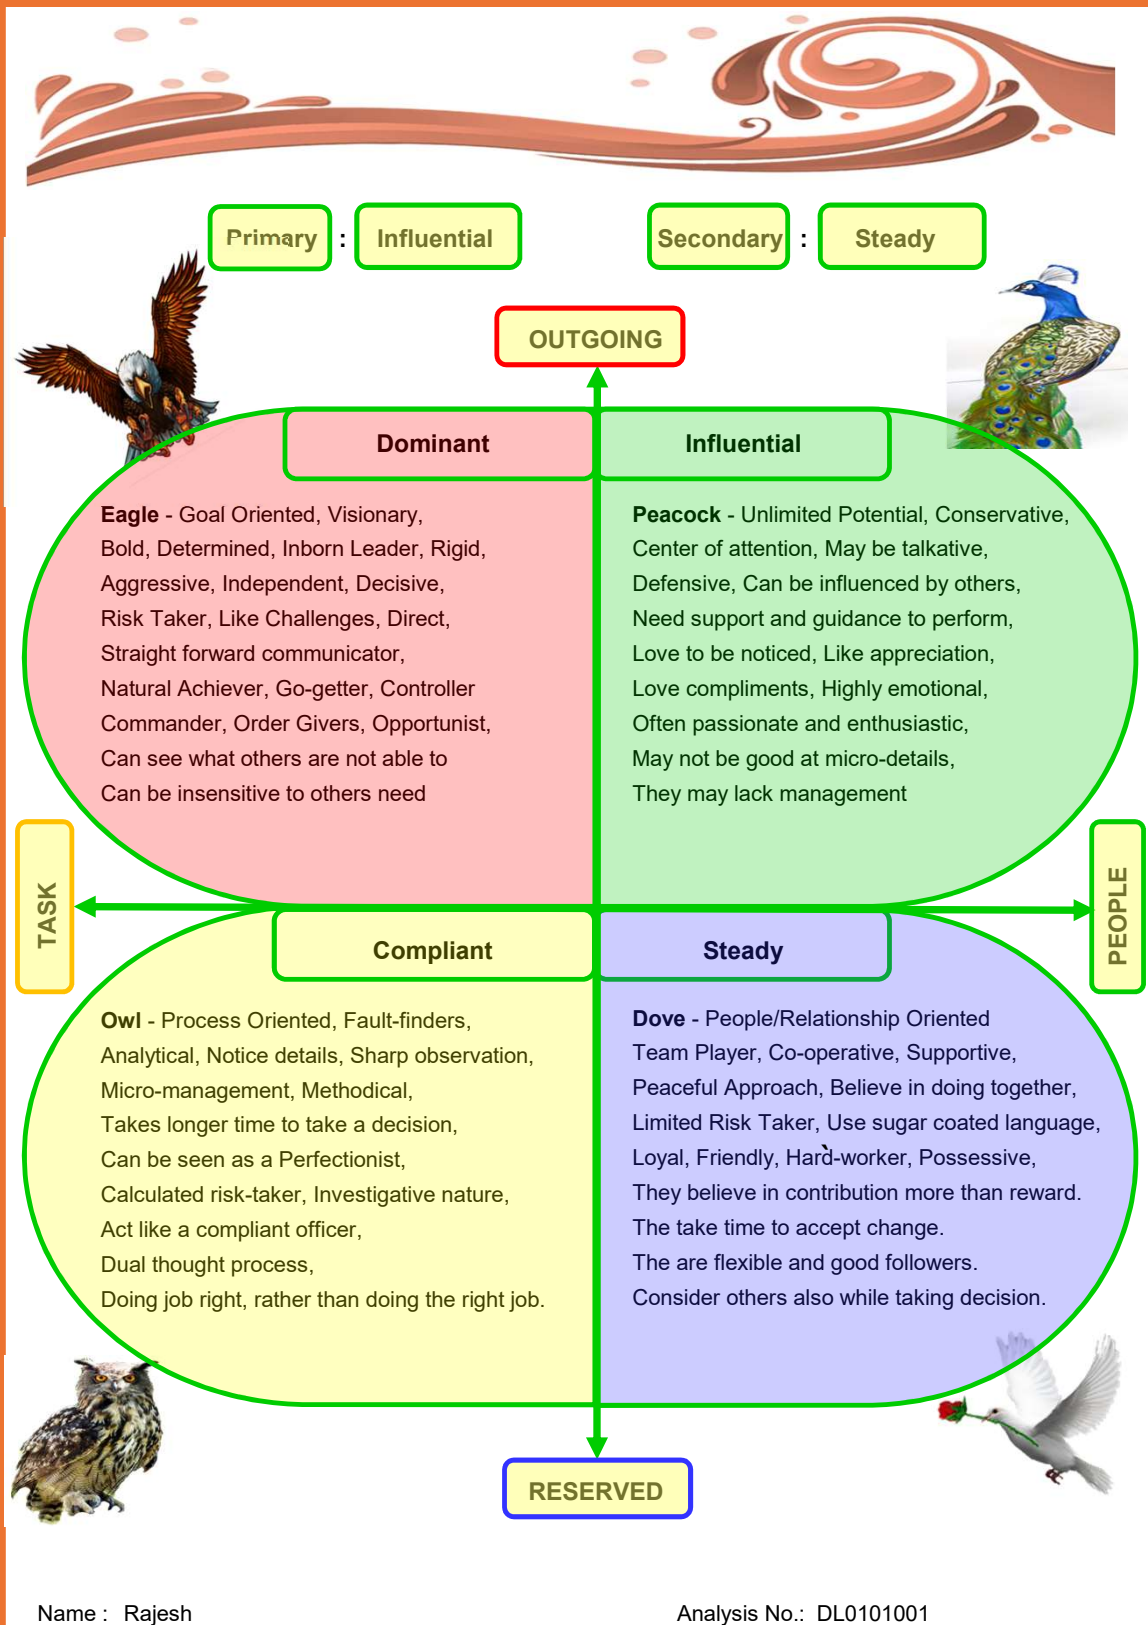 Primary : Influential Secondary : Steady
OUTGOING
Dominant
Eagle - Goal Oriented, Visionary,
Bold, Determined, Inborn Leader, Rigid,
Aggressive, Independent, Decisive,
Risk Taker, Like Challenges, Direct,
Straight forward communicator,
Natural Achiever, Go-getter, Controller
Commander, Order Givers, Opportunist,
Can see what others are not able to
Can be insensitive to others need
Influential
Peacock - Unlimited Potential, Conservative,
Center of attention, May be talkative,
Defensive, Can be influenced by others,
Need support and guidance to perform,
Love to be noticed, Like appreciation,
Love compliments, Highly emotional,
Often passionate and enthusiastic,
May not be good at micro-details,
They may lack management
TASK
PEOPLE
Compliant
Owl - Process Oriented, Fault-finders,
Analytical, Notice details, Sharp observation,
Micro-management, Methodical,
Takes longer time to take a decision,
Can be seen as a Perfectionist,
Calculated risk-taker, Investigative nature,
Act like a compliant officer,
Dual thought process,
Doing job right, rather than doing the right job.
Steady
Dove - People/Relationship Oriented
Team Player, Co-operative, Supportive,
Peaceful Approach, Believe in doing together,
Limited Risk Taker, Use sugar coated language,
Loyal, Friendly, Hard-worker, Possessive,
They believe in contribution more than reward.
The take time to accept change.
The are flexible and good followers.
Consider others also while taking decision.
RESERVED
Name : Rajesh Analysis No.: DL0101001